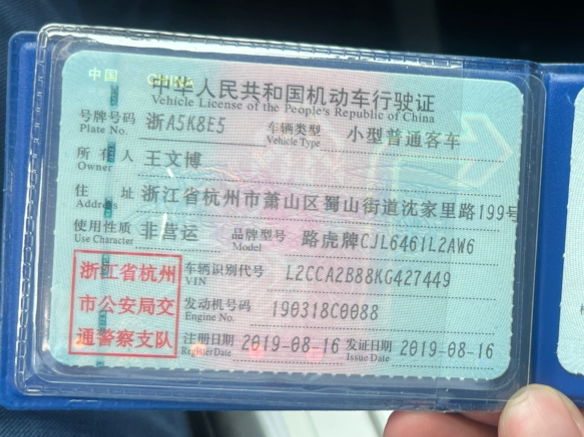 中国 CHINA
中华人民共和国机动车行驶证
Vehicle License of the People's Republic of China
号牌号码 浙A5K8E5 车辆类型 小型普通客车
Plate No. Vehicle Type
所有人 王文博
Owner
住址 浙江省杭州市萧山区蜀山街道沈家里路199号
Address
使用性质 非营运 品牌型号 路虎牌CJL6461L2AW6
Use Character Model
浙江省杭州 车辆识别代号 L2CCA2B88KG427449
VIN
市公安局交 发动机号码 190318C0088
Engine No.
通警察支队 注册日期 2019-08-16 发证日期 2019-08-16
Register Date Issue Date